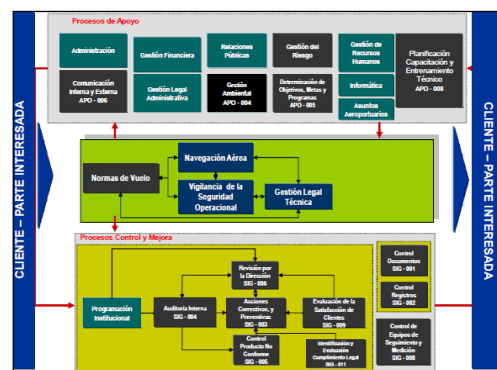 Procesos de Apoyo
Administración
Gestión Financiera
Relaciones
Públicas
Gestión del
Riesgo
Gestión de
Recursos
Humanos
Planificación
Capacitación y
Entrenamiento
Técnico
APO - 008
Comunicación
Interna y Externa
APO - 006
Gestión Legal
Administrativa
Gestión
Ambiental
APO - 004
Determinación de
Objetivos, Metas y
Programas
APO - 005
Informática
Asuntos
Aeroportuarios
CLIENTE – PARTE INTERESADA
Normas de Vuelo
Navegación Aérea
Vigilancia de la
Seguridad
Operacional
Gestión Legal
Técnica
CLIENTE – PARTE INTERESADA
Procesos Control y Mejora
Programación
Institucional
Revisión por
la Dirección
SIG - 006
Auditoría Interna
SIG - 004
Acciones
Correctivas, y
Preventivas
SIG - 003
Evaluación de la
Satisfacción de
Clientes
SIG - 009
Control
Producto No
Conforme
SIG - 005
Identificación y
Evaluación
Cumplimiento Legal
SIG - 011
Control
Documentos
SIG - 001
Control
Registros
SIG - 002
Control de
Equipos de
Seguimiento y
Medición
SIG - 008